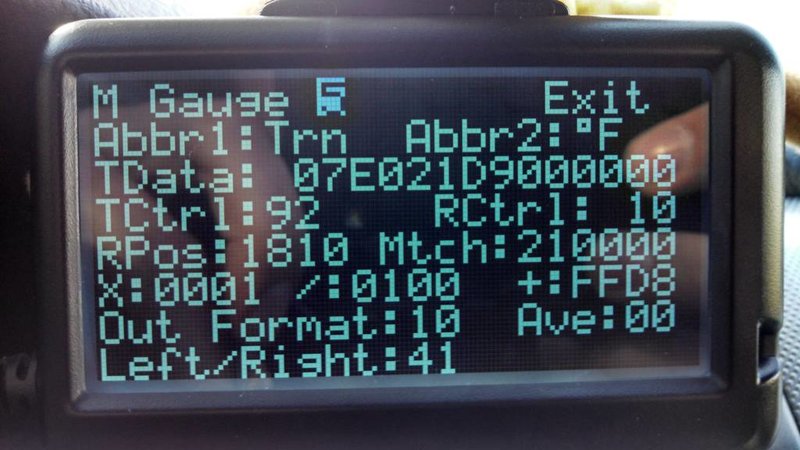 M Gauge 5 Exit
Abbr1:Trn Abbr2:°F
TData: 07E021D9000000
TCtrl:92 RCtrl: 10
RPos:1810 Mtch:210000
X:0001 /:0100 +:FFD8
Out Format:10 Ave:00
Left/Right:41